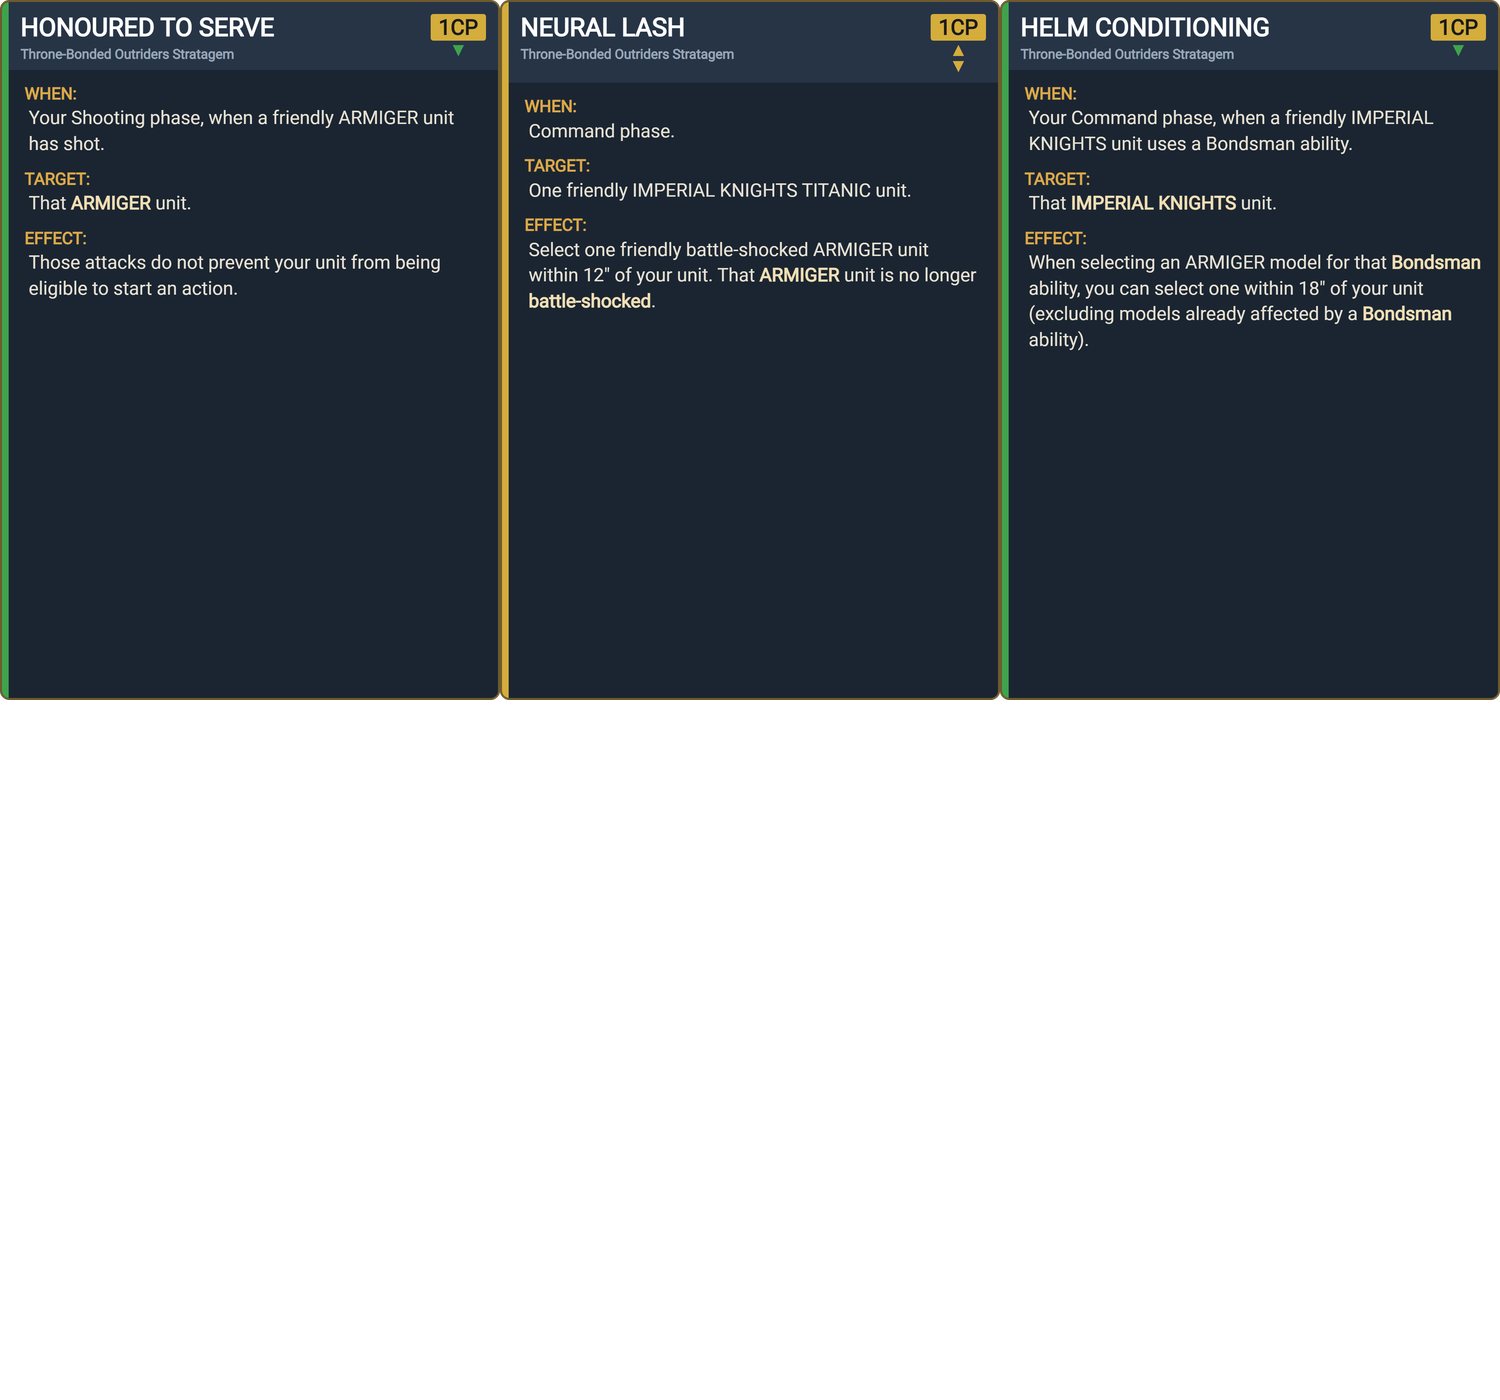 HONOURED TO SERVE
1CP
▼
Throne-Bonded Outriders Stratagem
WHEN:
Your Shooting phase, when a friendly ARMIGER unit
has shot.
TARGET:
That ARMIGER unit.
EFFECT:
Those attacks do not prevent your unit from being
eligible to start an action.
NEURAL LASH
1CP
▲
▼
Throne-Bonded Outriders Stratagem
WHEN:
Command phase.
TARGET:
One friendly IMPERIAL KNIGHTS TITANIC unit.
EFFECT:
Select one friendly battle-shocked ARMIGER unit
within 12" of your unit. That ARMIGER unit is no longer
battle-shocked.
HELM CONDITIONING
1CP
▼
Throne-Bonded Outriders Stratagem
WHEN:
Your Command phase, when a friendly IMPERIAL
KNIGHTS unit uses a Bondsman ability.
TARGET:
That IMPERIAL KNIGHTS unit.
EFFECT:
When selecting an ARMIGER model for that Bondsman
ability, you can select one within 18" of your unit
(excluding models already affected by a Bondsman
ability).